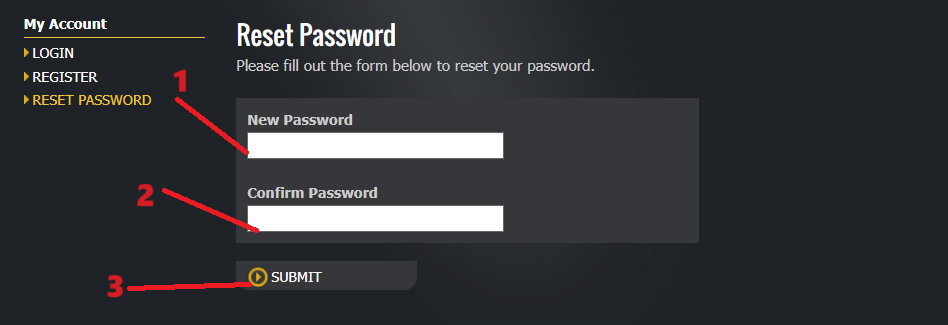 My Account
LOGIN
REGISTER
RESET PASSWORD
Reset Password
Please fill out the form below to reset your password.
1
New Password
2
Confirm Password
3
SUBMIT